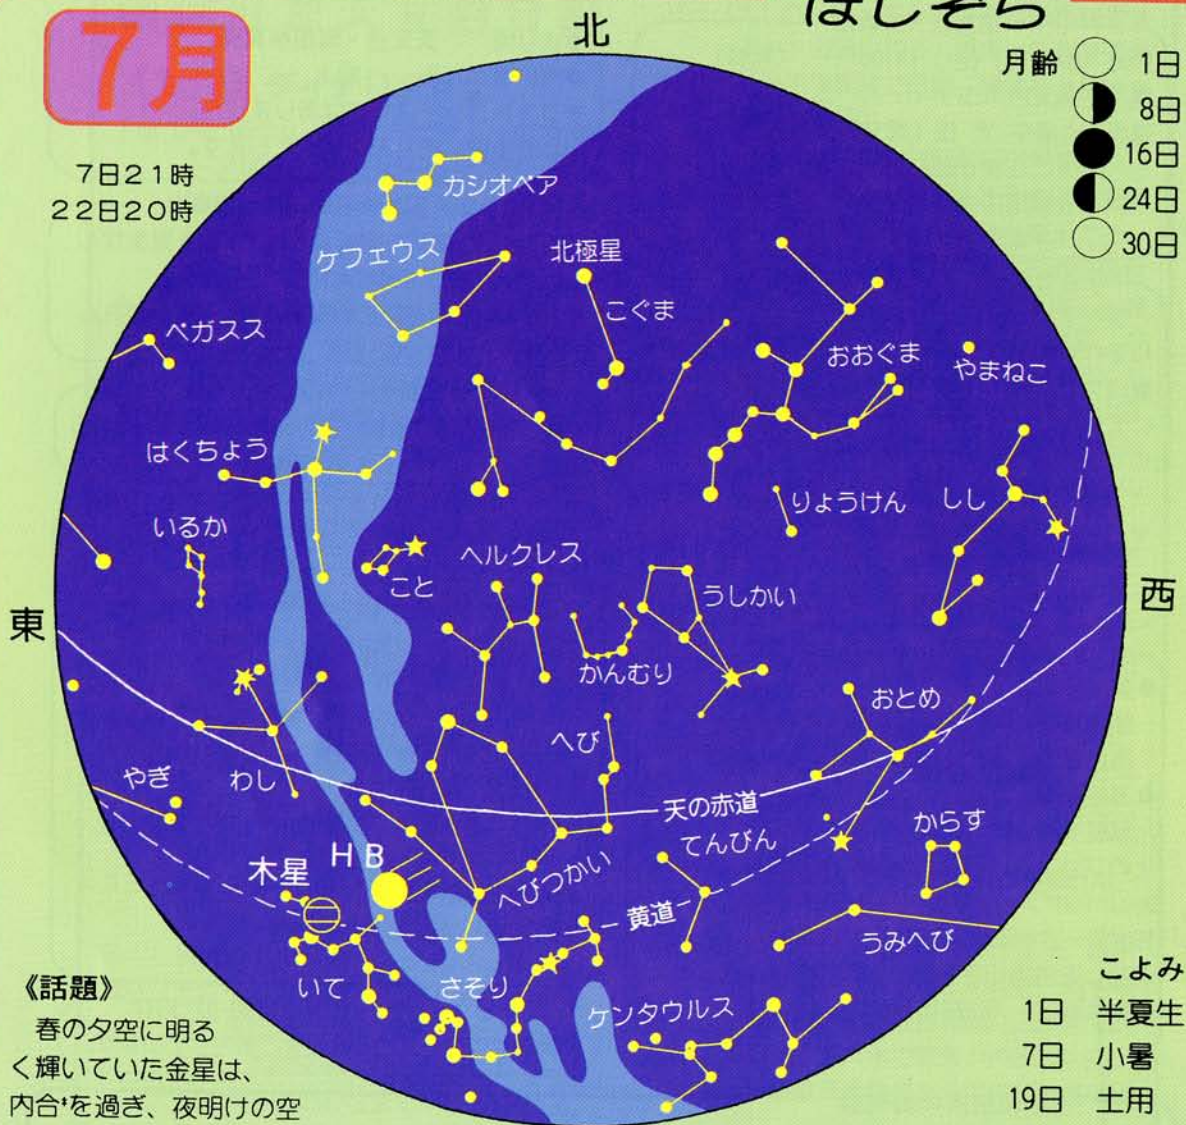 ほしぞら
北
7月
月齢 1日
8日
16日
24日
30日
7日21時
22日20時
カシオペア
ケフェウス
北極星
こぐま
ペガスス
おおぐま
やまねこ
はくちょう
りょうけん
しし
いるか
ヘルクレス
こと
うしかい
東
西
かんむり
おとめ
へび
やぎ
わし
天の赤道
からす
てんびん
HB
木星
へびつかい
黄道
うみへび
いて
さそり
ケンタウルス
こよみ
1日 半夏生
7日 小暑
19日 土用
《話題》
春の夕空に明る
く輝いていた金星は、
内合*を過ぎ、夜明けの空